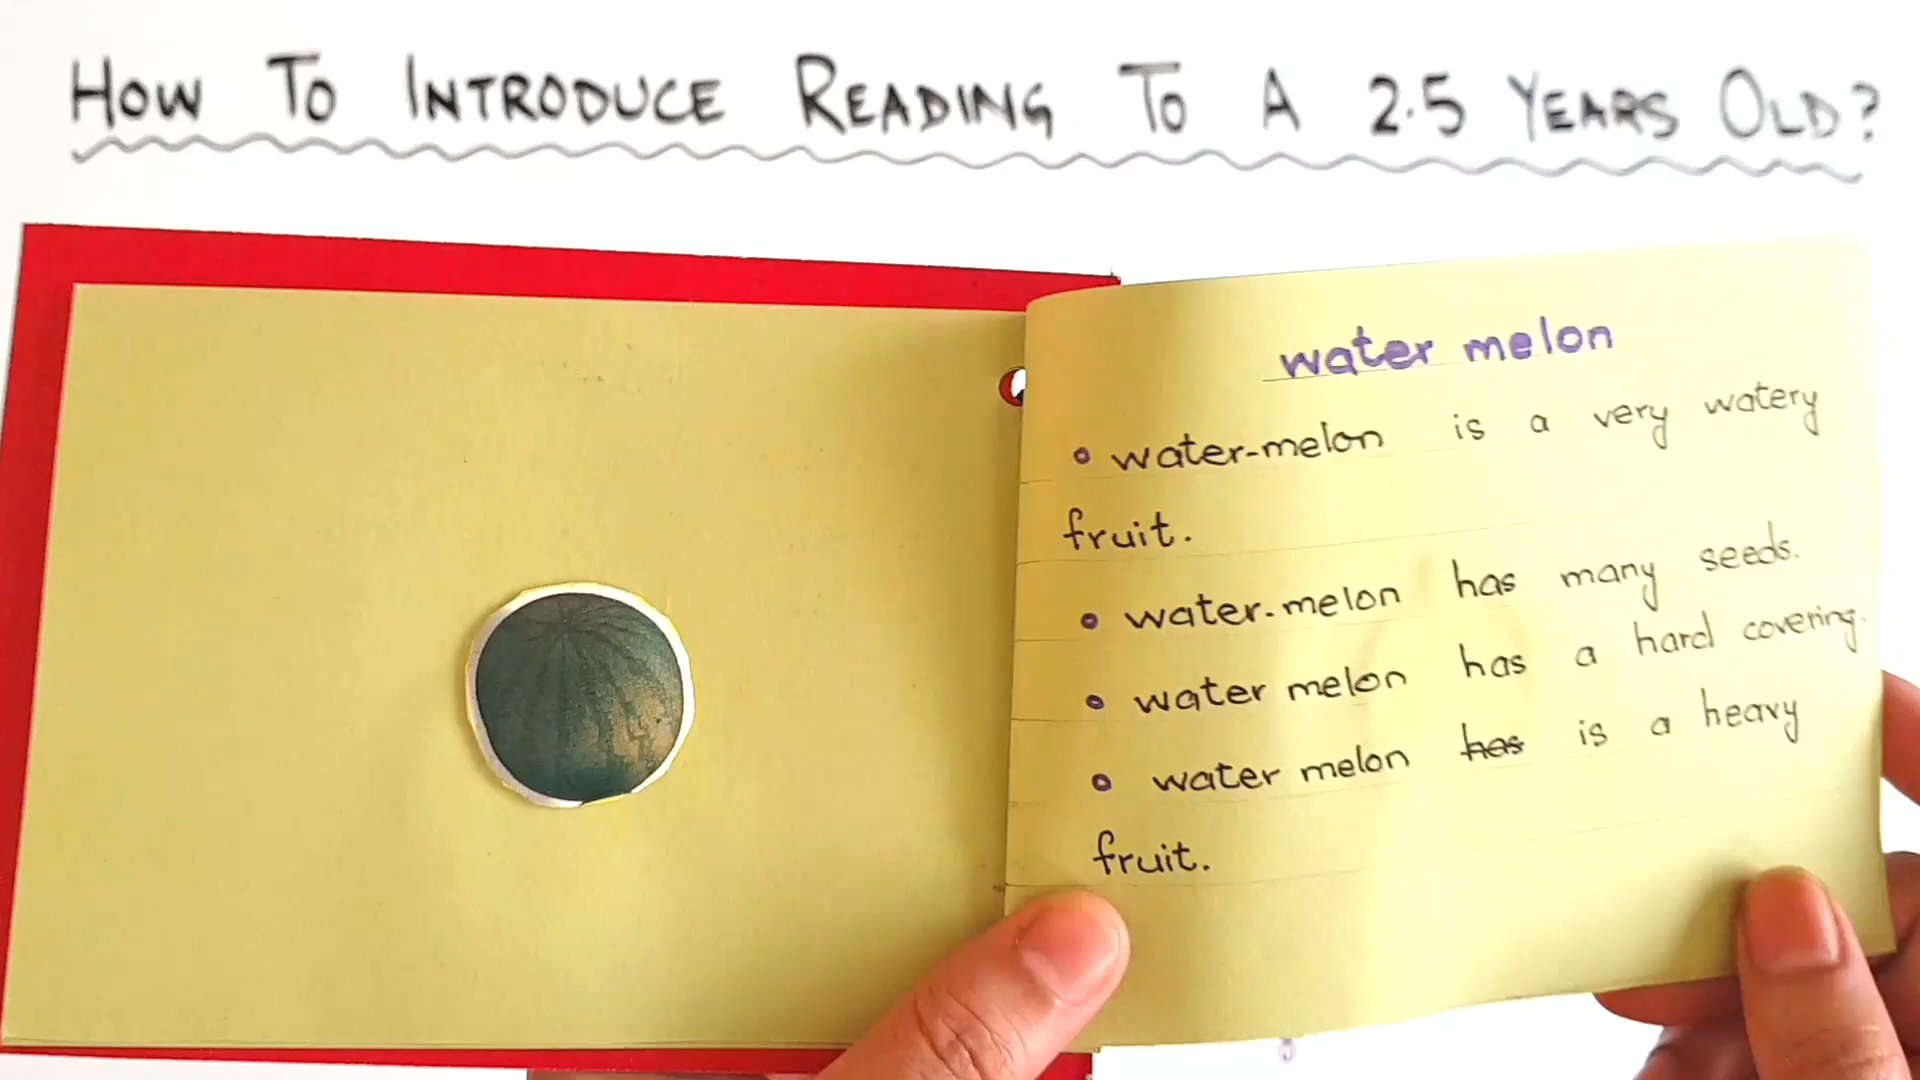 HOW TO INTRODUCE READING TO A 2.5 YEARS OLD?
water melon
• water-melon is a very watery
fruit.
• water-melon has many seeds.
• water melon has a hard covering.
• water melon has is a heavy
fruit.